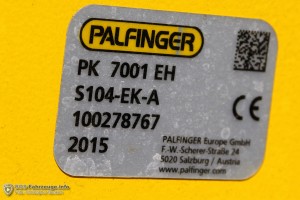 PALFINGER
PK 7001 EH
S104-EK-A
100278767
2015
CE
PALFINGER Europe GmbH
F.-W.-Scherer-Straße 24
5020 Salzburg / Austria
www.palfinger.com